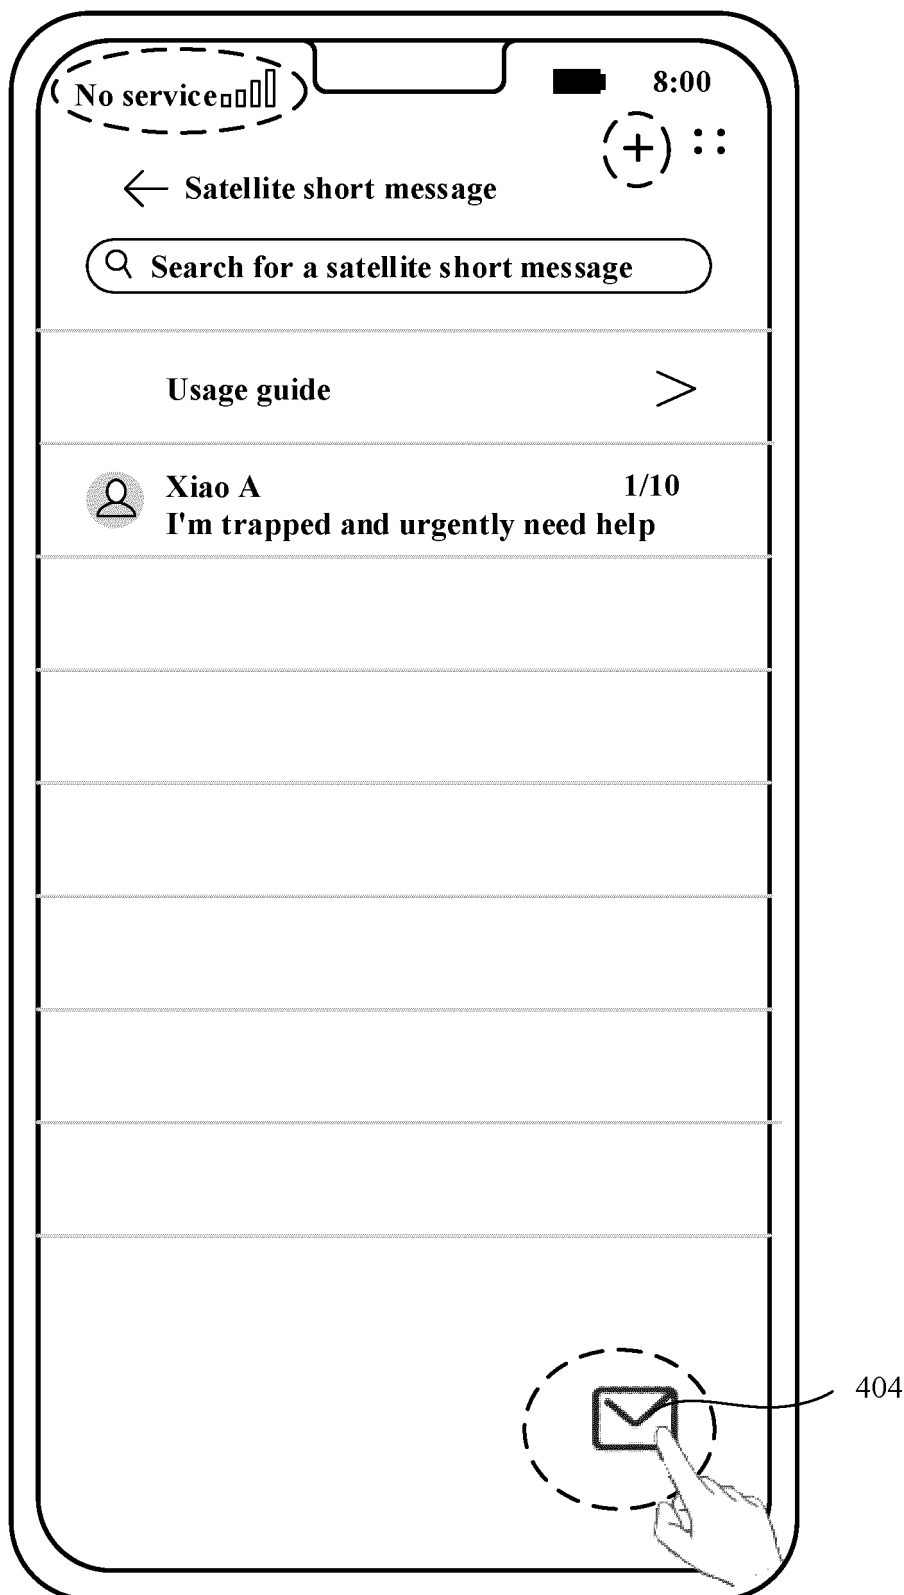 No service
8:00
Satellite short message
Search for a satellite short message
Usage guide
Xiao A 1/10
I'm trapped and urgently need help
404